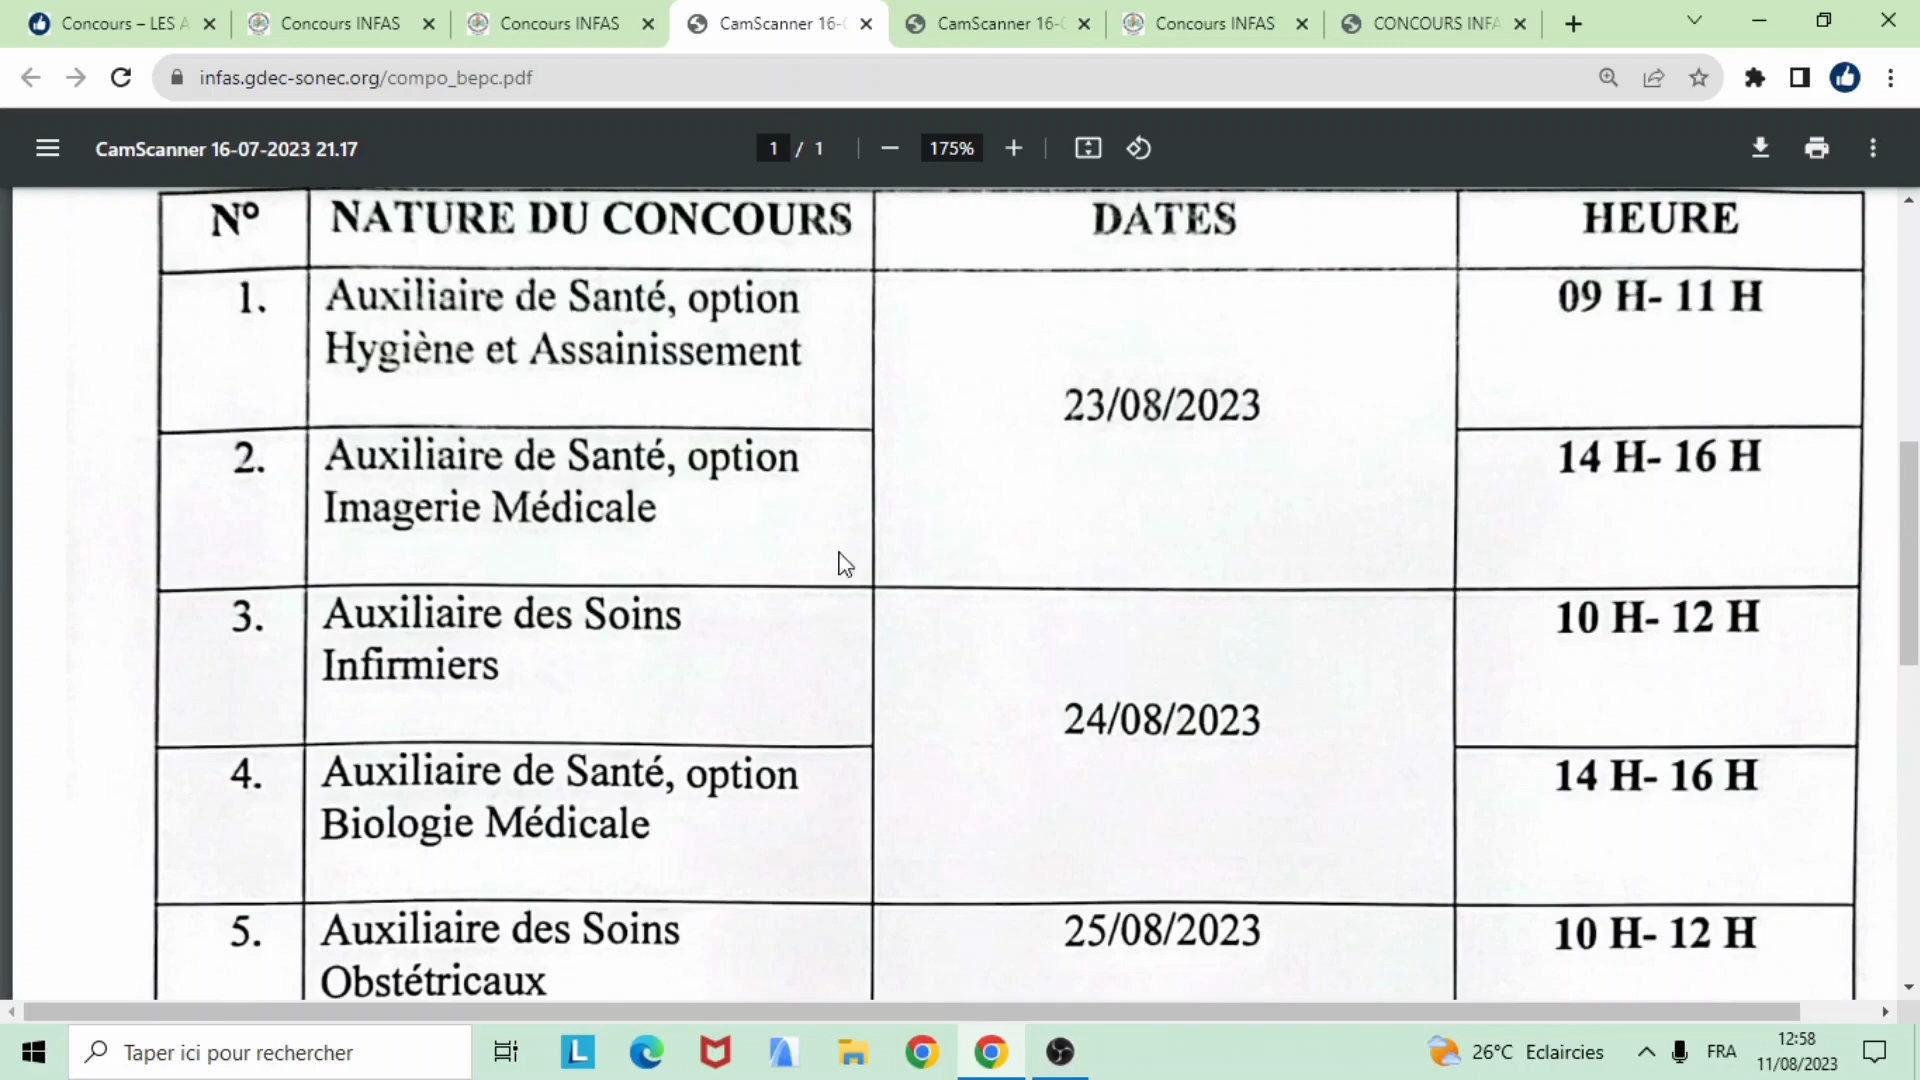 Concours – LES A
Concours INFAS
Concours INFAS
CamScanner 16-
CamScanner 16-
Concours INFAS
CONCOURS INFA
infas.gdec-sonec.org/compo_bepc.pdf
CamScanner 16-07-2023 21.17
1 / 1
175%
N° NATURE DU CONCOURS DATES HEURE
1. Auxiliaire de Santé, option 09 H- 11 H
Hygiène et Assainissement
23/08/2023
2. Auxiliaire de Santé, option 14 H- 16 H
Imagerie Médicale
3. Auxiliaire des Soins 10 H- 12 H
Infirmiers
24/08/2023
4. Auxiliaire de Santé, option 14 H- 16 H
Biologie Médicale
5. Auxiliaire des Soins 25/08/2023 10 H- 12 H
Obstétricaux
Taper ici pour rechercher
L
26°C Eclaircies
FRA
12:58
11/08/2023